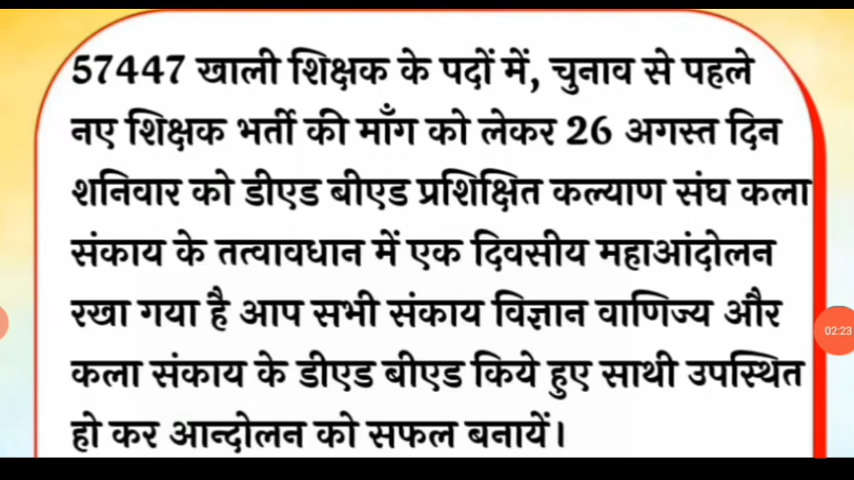 57447 खाली शिक्षक के पदों में, चुनाव से पहले
नए शिक्षक भर्ती की माँग को लेकर 26 अगस्त दिन
शनिवार को डीएड बीएड प्रशिक्षित कल्याण संघ कला
संकाय के तत्वावधान में एक दिवसीय महाआंदोलन
रखा गया है आप सभी संकाय विज्ञान वाणिज्य और
02:23
कला संकाय के डीएड बीएड किये हुए साथी उपस्थित
हो कर आन्दोलन को सफल बनायें।